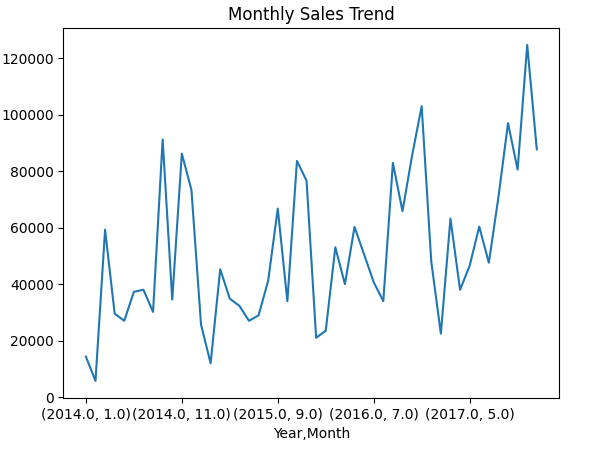 Monthly Sales Trend
120000
100000
80000
60000
40000
20000
0
(2014.0, 1.0) (2014.0, 11.0) (2015.0, 9.0) (2016.0, 7.0) (2017.0, 5.0)
Year,Month